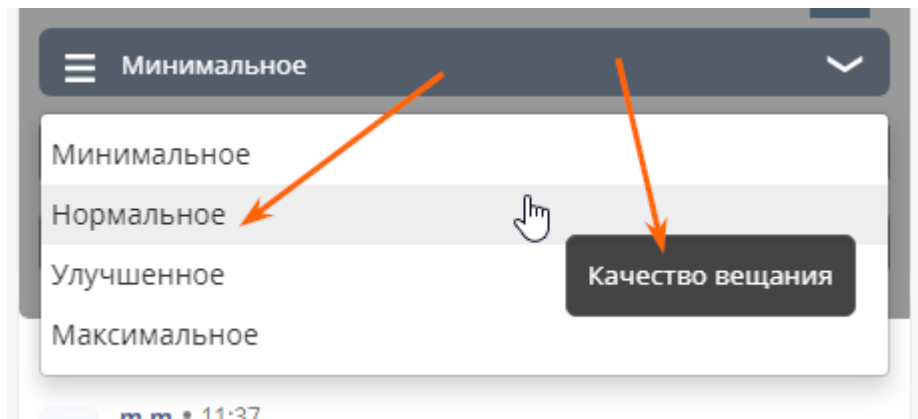 Минимальное
Минимальное
Нормальное
Улучшенное
Качество вещания
Максимальное
m m • 11:37